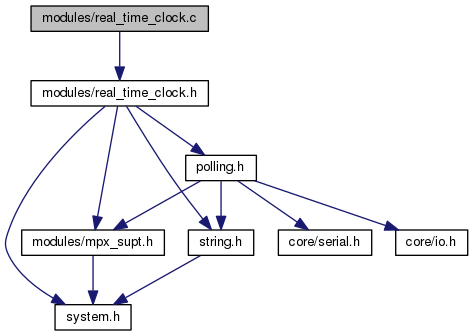 modules/real_time_clock.c
modules/real_time_clock.h
polling.h
modules/mpx_supt.h
string.h
core/serial.h
core/io.h
system.h